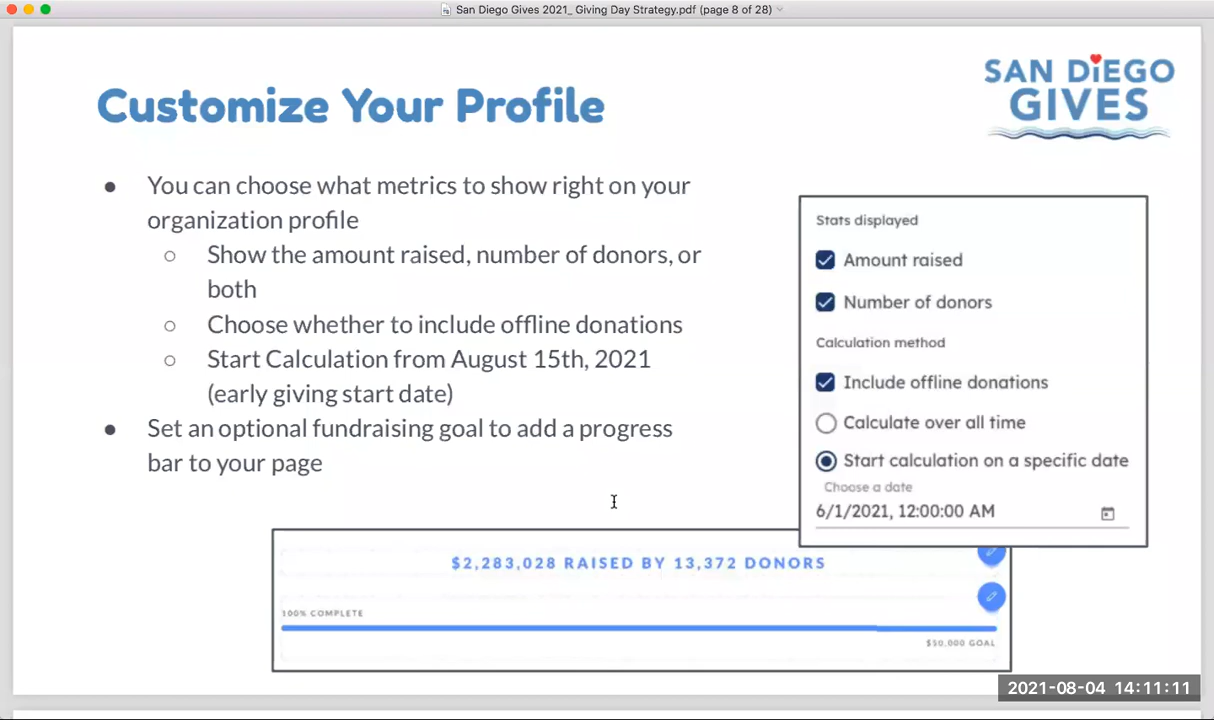 San Diego Gives 2021_ Giving Day Strategy.pdf (page 8 of 28)
Customize Your Profile
SAN DiEGO
GIVES
● You can choose what metrics to show right on your
organization profile
○ Show the amount raised, number of donors, or
both
○ Choose whether to include offline donations
○ Start Calculation from August 15th, 2021
(early giving start date)
● Set an optional fundraising goal to add a progress
bar to your page
Stats displayed
Amount raised
Number of donors
Calculation method
Include offline donations
Calculate over all time
Start calculation on a specific date
Choose a date
6/1/2021, 12:00:00 AM
$2,283,028 RAISED BY 13,372 DONORS
100% COMPLETE
$50,000 GOAL
2021-08-04 14:11:11